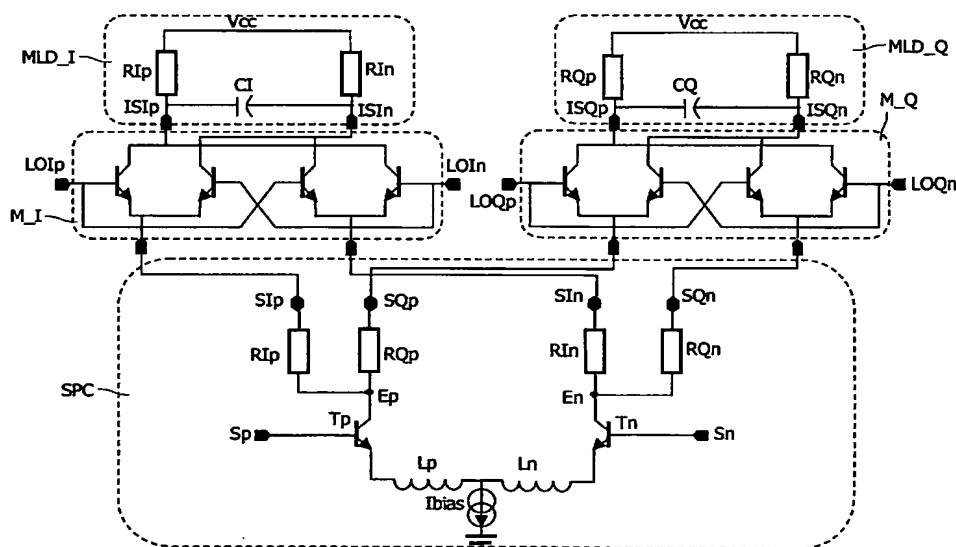 Vcc
Vcc
MLD_I
MLD_Q
RIp
RIn
RQp
RQn
CI
CQ
ISIp
ISIn
ISQp
ISQn
M_Q
LOIp
LOIn
LOQp
LOQn
M_I
SIp
SQp
SIn
SQn
RIp
RQp
RIn
RQn
SPC
Ep
En
Sp
Tp
Tn
Sn
Lp
Ln
Ibias